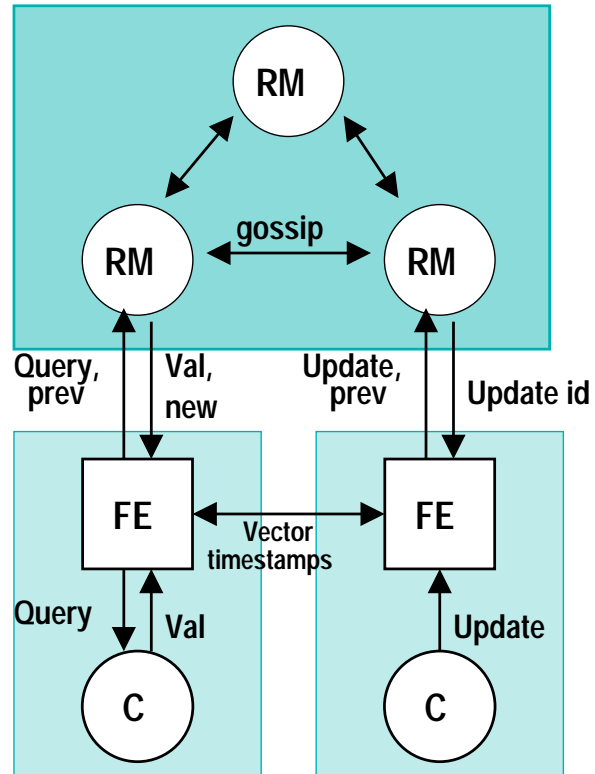 RM
gossip
RM
RM
Query,
prev
Val,
new
Update,
prev
Update id
FE
FE
Vector
timestamps
Query
Val
Update
C
C